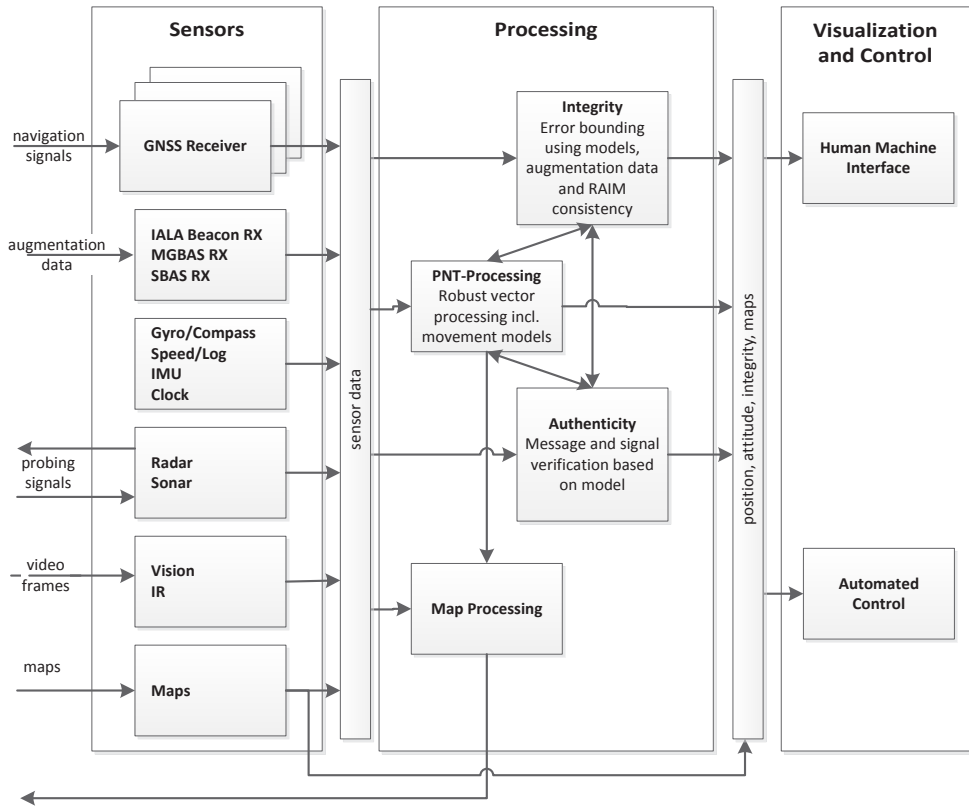 Sensors
Processing
Visualization
and Control
navigation
signals
GNSS Receiver
augmentation
data
IALA Beacon RX
MGBAS RX
SBAS RX
Gyro/Compass
Speed/Log
IMU
Clock
probing
signals
Radar
Sonar
video
frames
Vision
IR
maps
Maps
sensor data
Integrity
Error bounding
using models,
augmentation data
and RAIM
consistency
PNT-Processing
Robust vector
processing incl.
movement models
Authenticity
Message and signal
verification based
on model
Map Processing
position, attitude, integrity, maps
Human Machine
Interface
Automated
Control